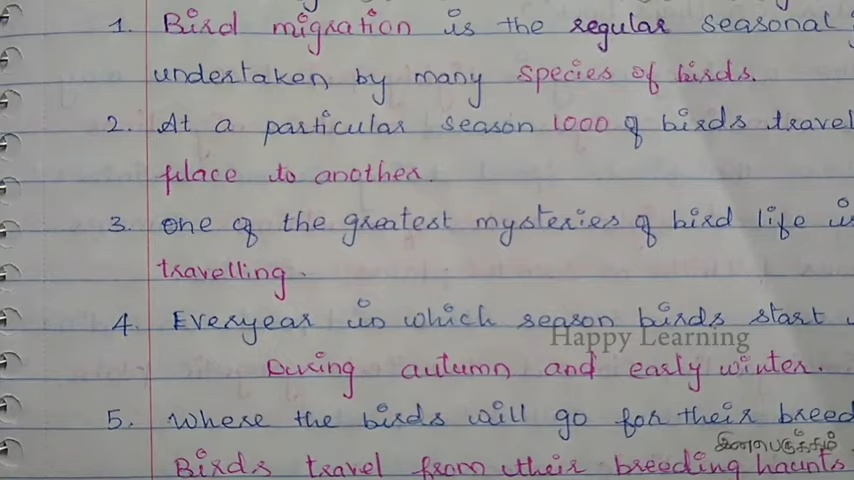 1. Bird migration is the regular seasonal
undertaken by many species of birds.
2. At a particular season 1000 of birds travel
place to another.
3. One of the greatest mysteries of bird life is
travelling.
4. Everyyear in which season birds start
Happy Learning
During autumn and early winter.
5. Where the birds will go for their breed
இனபெருக்கம்
Birds travel from their breeding haunts